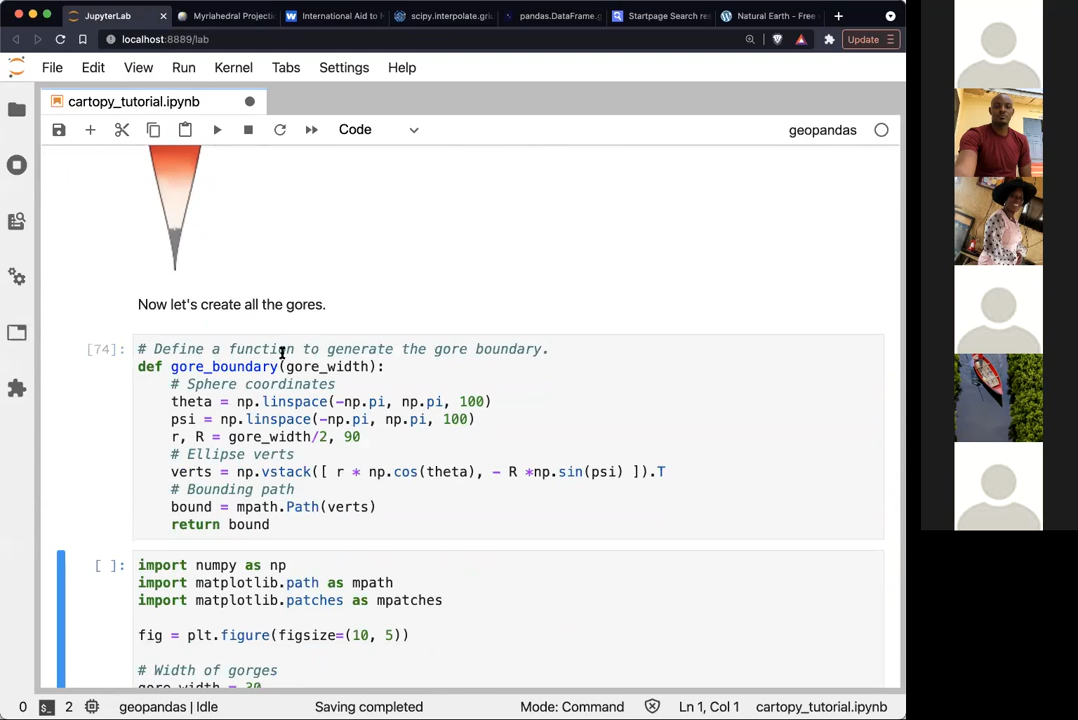 JupyterLab
Myriahedral Projecti
International Aid to I
scipy.interpolate.gri
pandas.DataFrame.g
Startpage Search res
Natural Earth - Free
localhost:8889/lab
Update
File Edit View Run Kernel Tabs Settings Help
cartopy_tutorial.ipynb
Code
geopandas
Now let's create all the gores.
[74]:
# Define a function to generate the gore boundary.
def gore_boundary(gore_width):
# Sphere coordinates
theta = np.linspace(-np.pi, np.pi, 100)
psi = np.linspace(-np.pi, np.pi, 100)
r, R = gore_width/2, 90
# Ellipse verts
verts = np.vstack([ r * np.cos(theta), - R *np.sin(psi) ]).T
# Bounding path
bound = mpath.Path(verts)
return bound
[ ]:
import numpy as np
import matplotlib.path as mpath
import matplotlib.patches as mpatches
fig = plt.figure(figsize=(10, 5))
# Width of gorges
gore_width = 30
0 2 geopandas | Idle Saving completed Mode: Command Ln 1, Col 1 cartopy_tutorial.ipynb